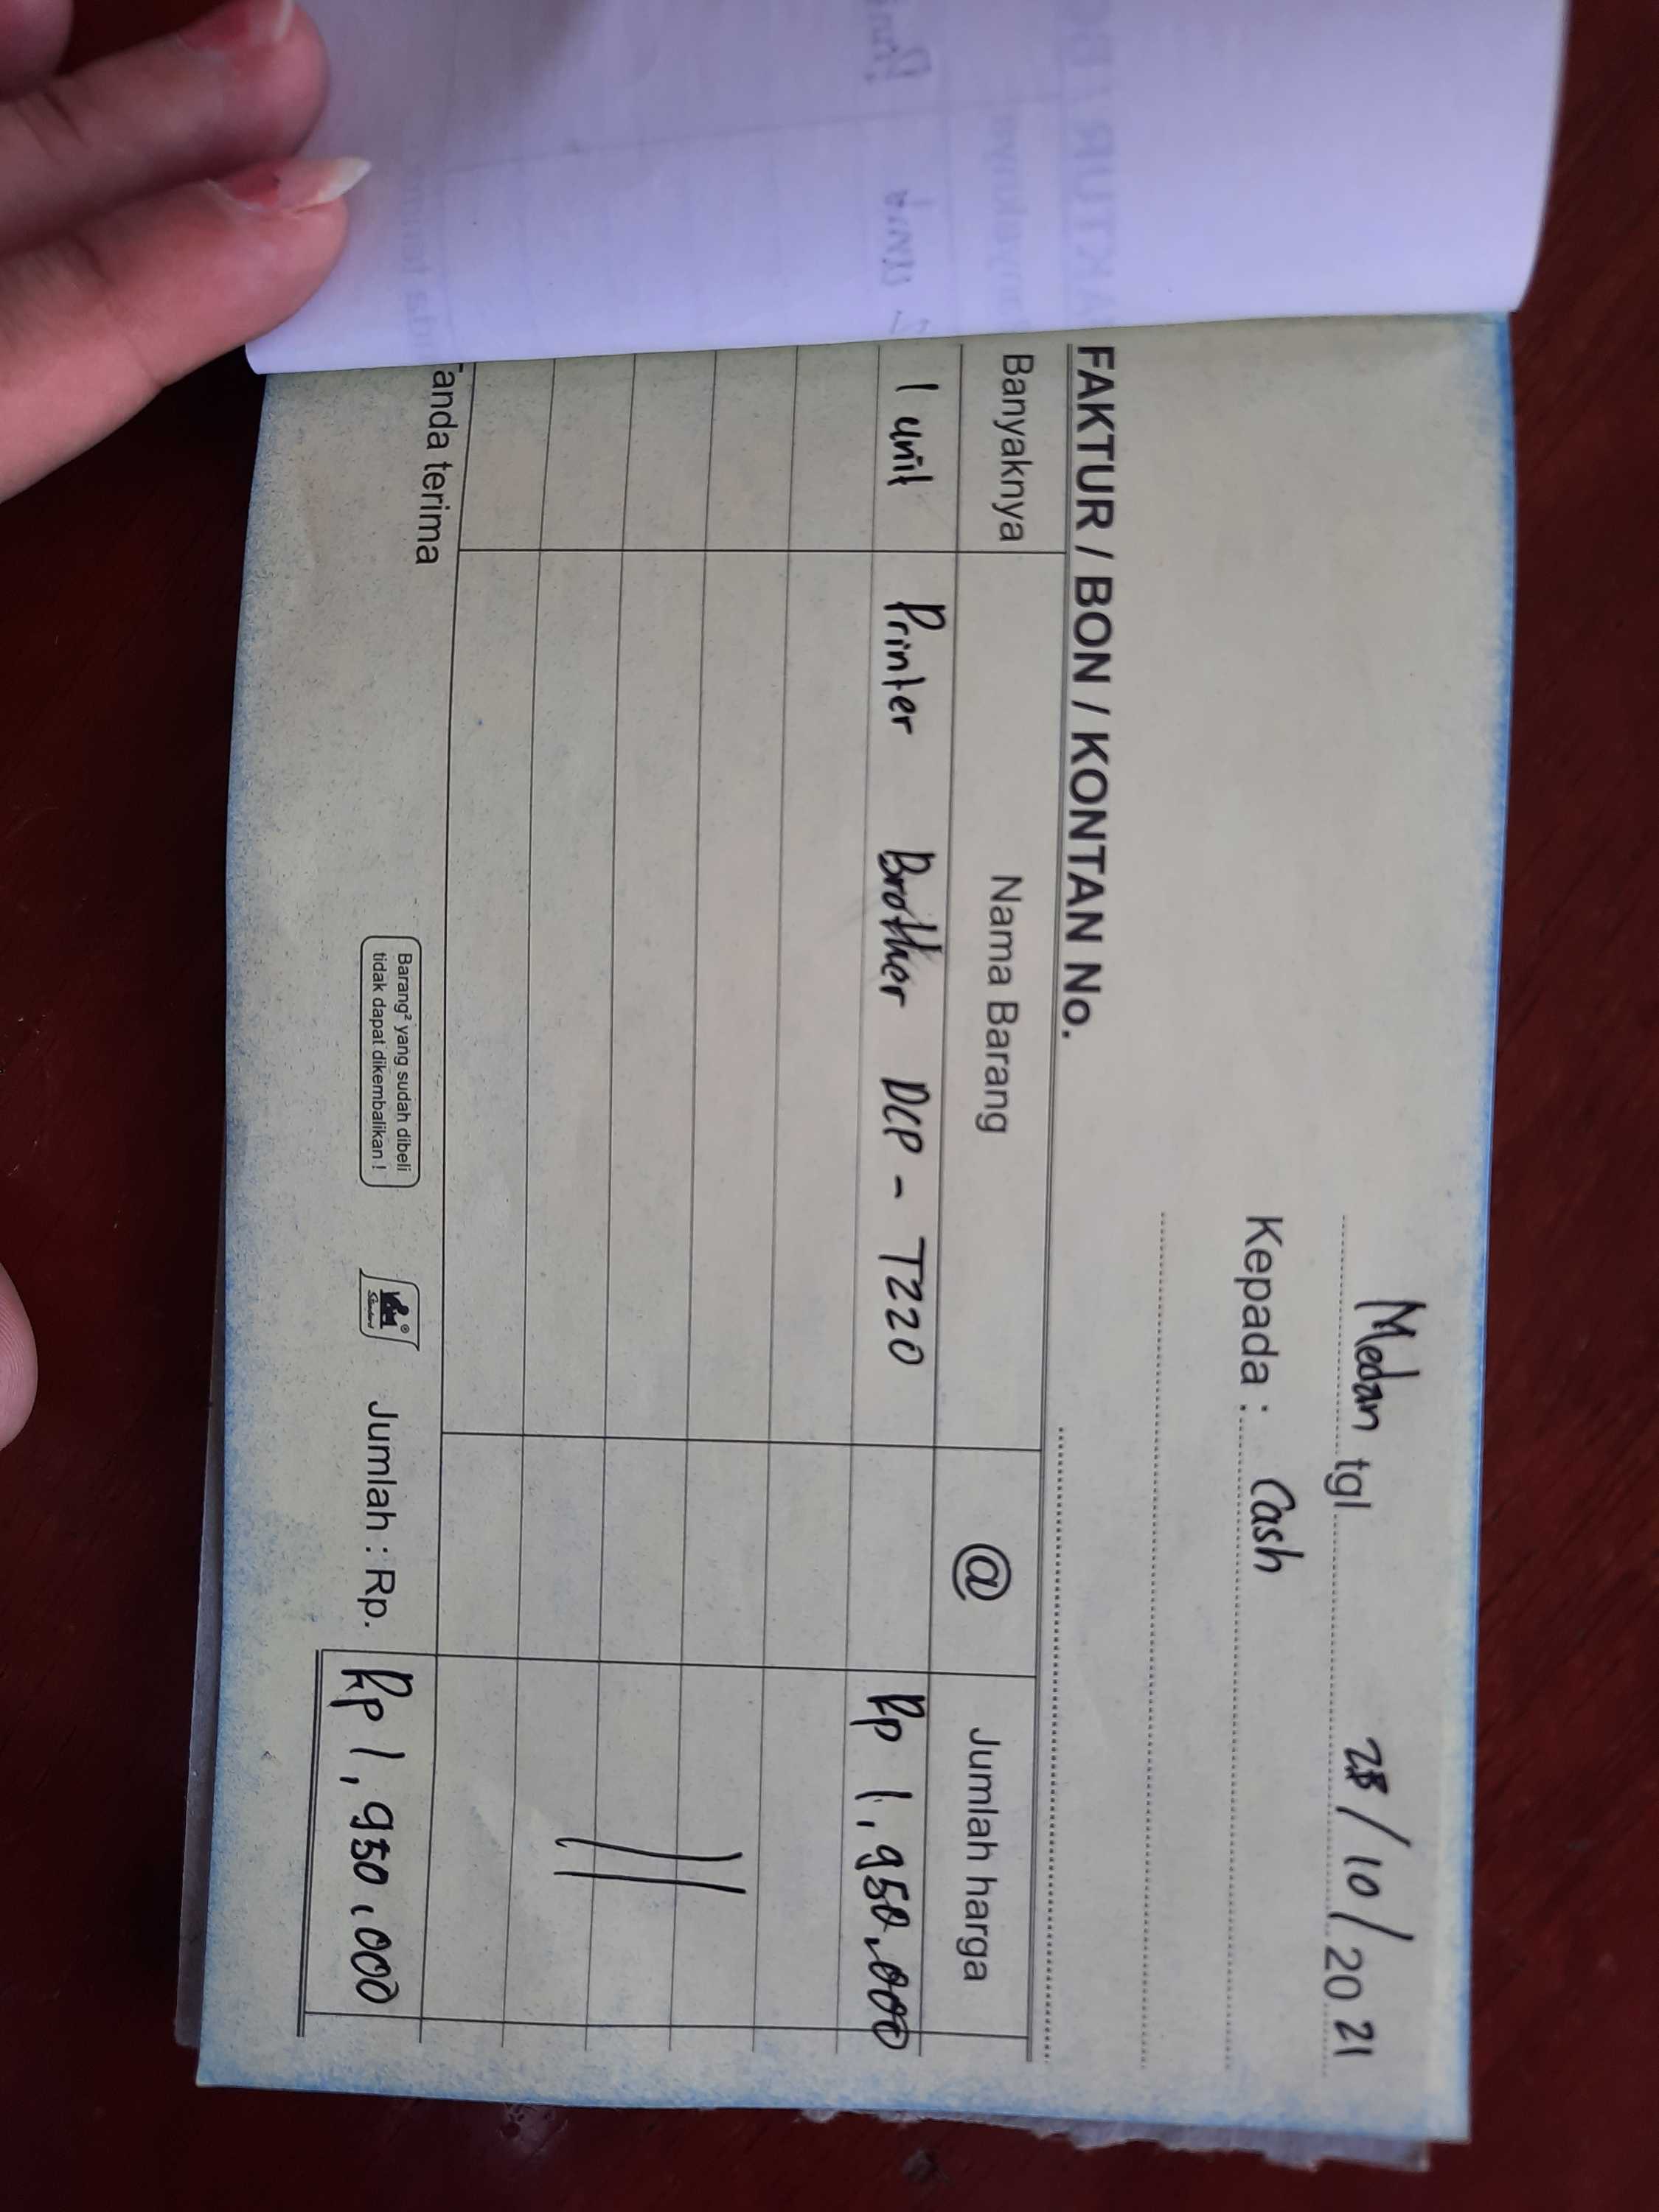 Medan tgl 28/10/2021
Kepada : Cash
FAKTUR / BON / KONTAN No.
Banyaknya Nama Barang @ Jumlah harga
1 unit Printer Brother DCP - T220 Rp 1,950.000
anda terima
Barang² yang sudah dibeli
tidak dapat dikembalikan !
Standard
Jumlah : Rp. Rp 1,950.000